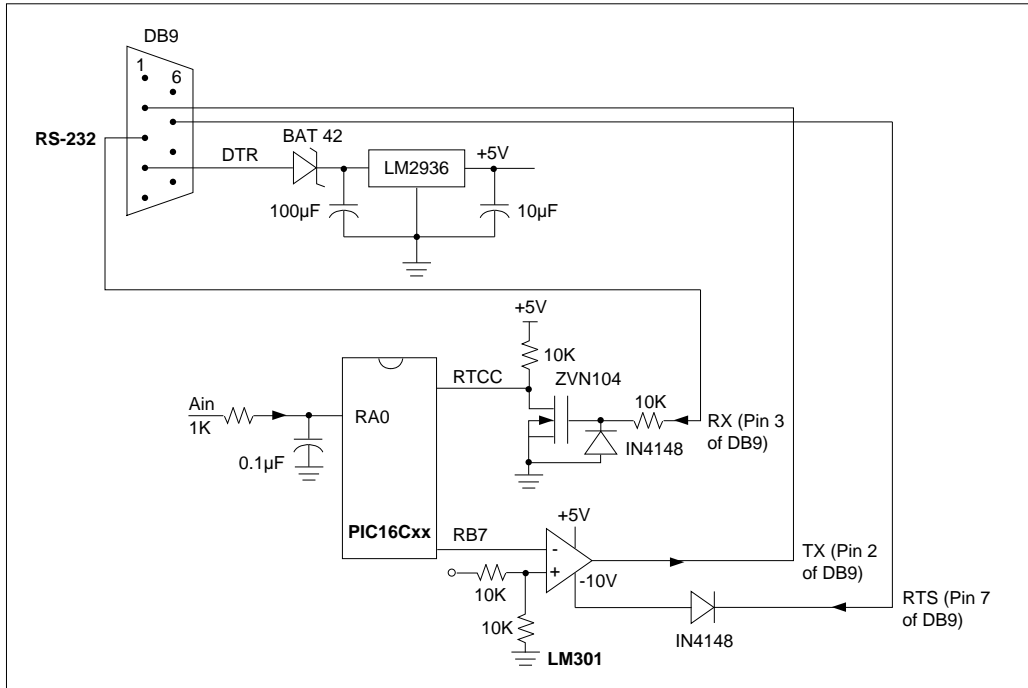 DB9
1
6
RS-232
BAT 42
DTR
LM2936
+5V
100µF
10µF
+5V
10K
RTCC
ZVN104
Ain
1K
RA0
10K
RX (Pin 3
of DB9)
0.1µF
IN4148
PIC16Cxx
RB7
+5V
-
+
-10V
TX (Pin 2
of DB9)
10K
10K
RTS (Pin 7
of DB9)
IN4148
LM301